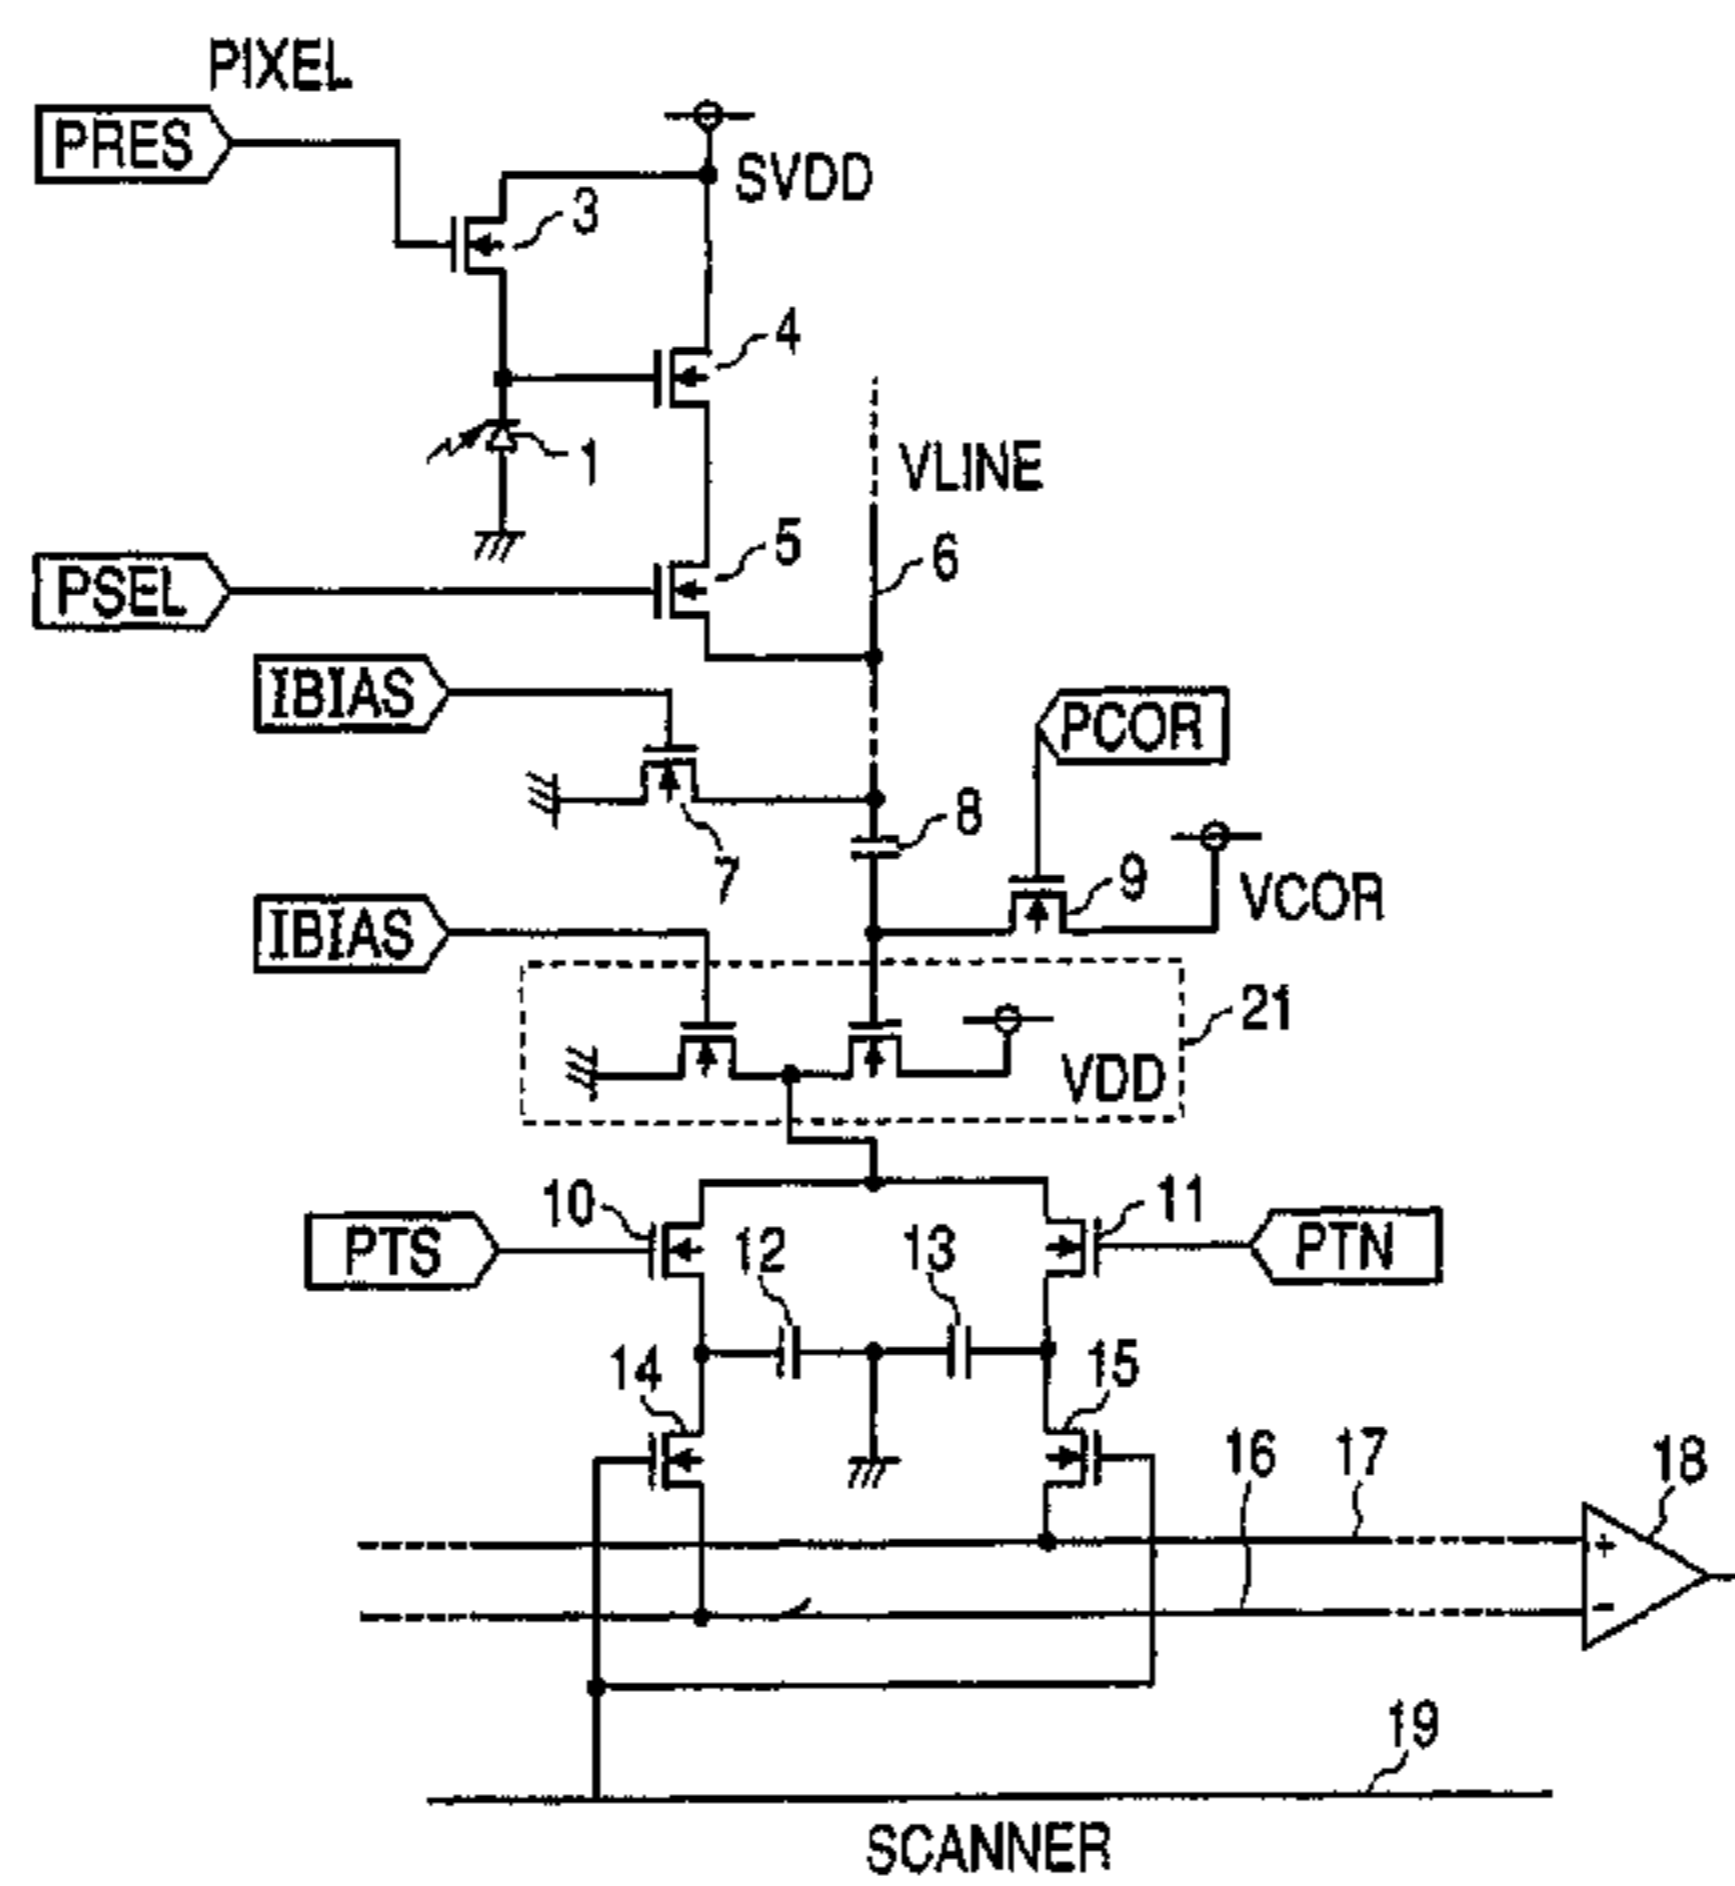 PIXEL
PRES
SVDD
3
4
1
VLINE
5
6
PSEL
IBIAS
PCOR
8
7
9
VCOR
IBIAS
21
VDD
10
11
PTS
12
13
PTN
14
15
16
17
18
+
-
19
SCANNER